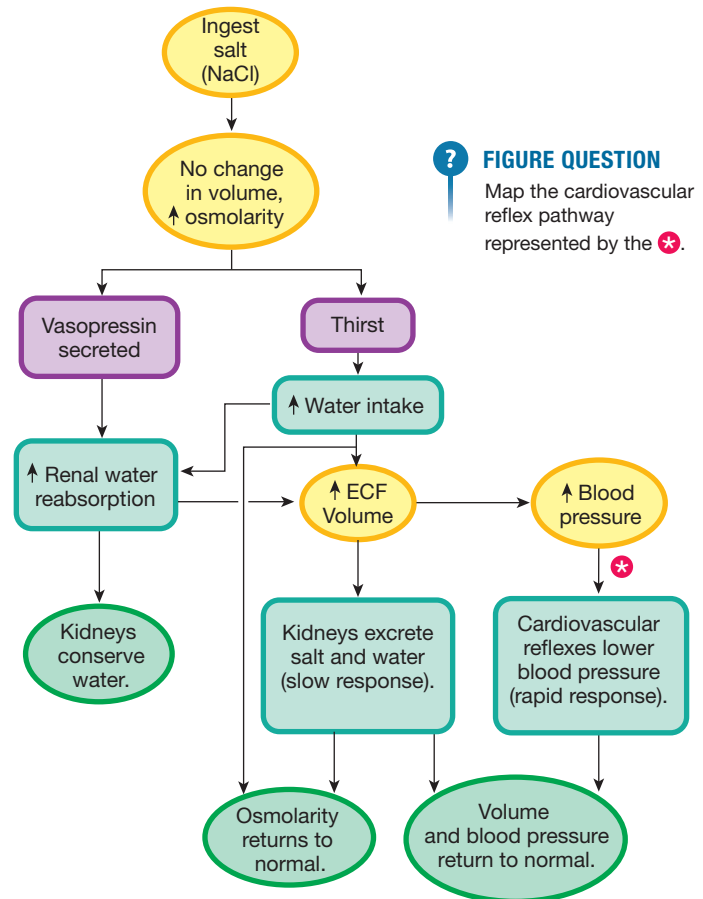 Ingest
salt
(NaCl)
No change
in volume,
↑ osmolarity
? FIGURE QUESTION
Map the cardiovascular
reflex pathway
represented by the *.
Vasopressin
secreted
Thirst
↑ Water intake
↑ Renal water
reabsorption
↑ ECF
Volume
↑ Blood
pressure
*
Kidneys
conserve
water.
Kidneys excrete
salt and water
(slow response).
Cardiovascular
reflexes lower
blood pressure
(rapid response).
Osmolarity
returns to
normal.
Volume
and blood pressure
return to normal.